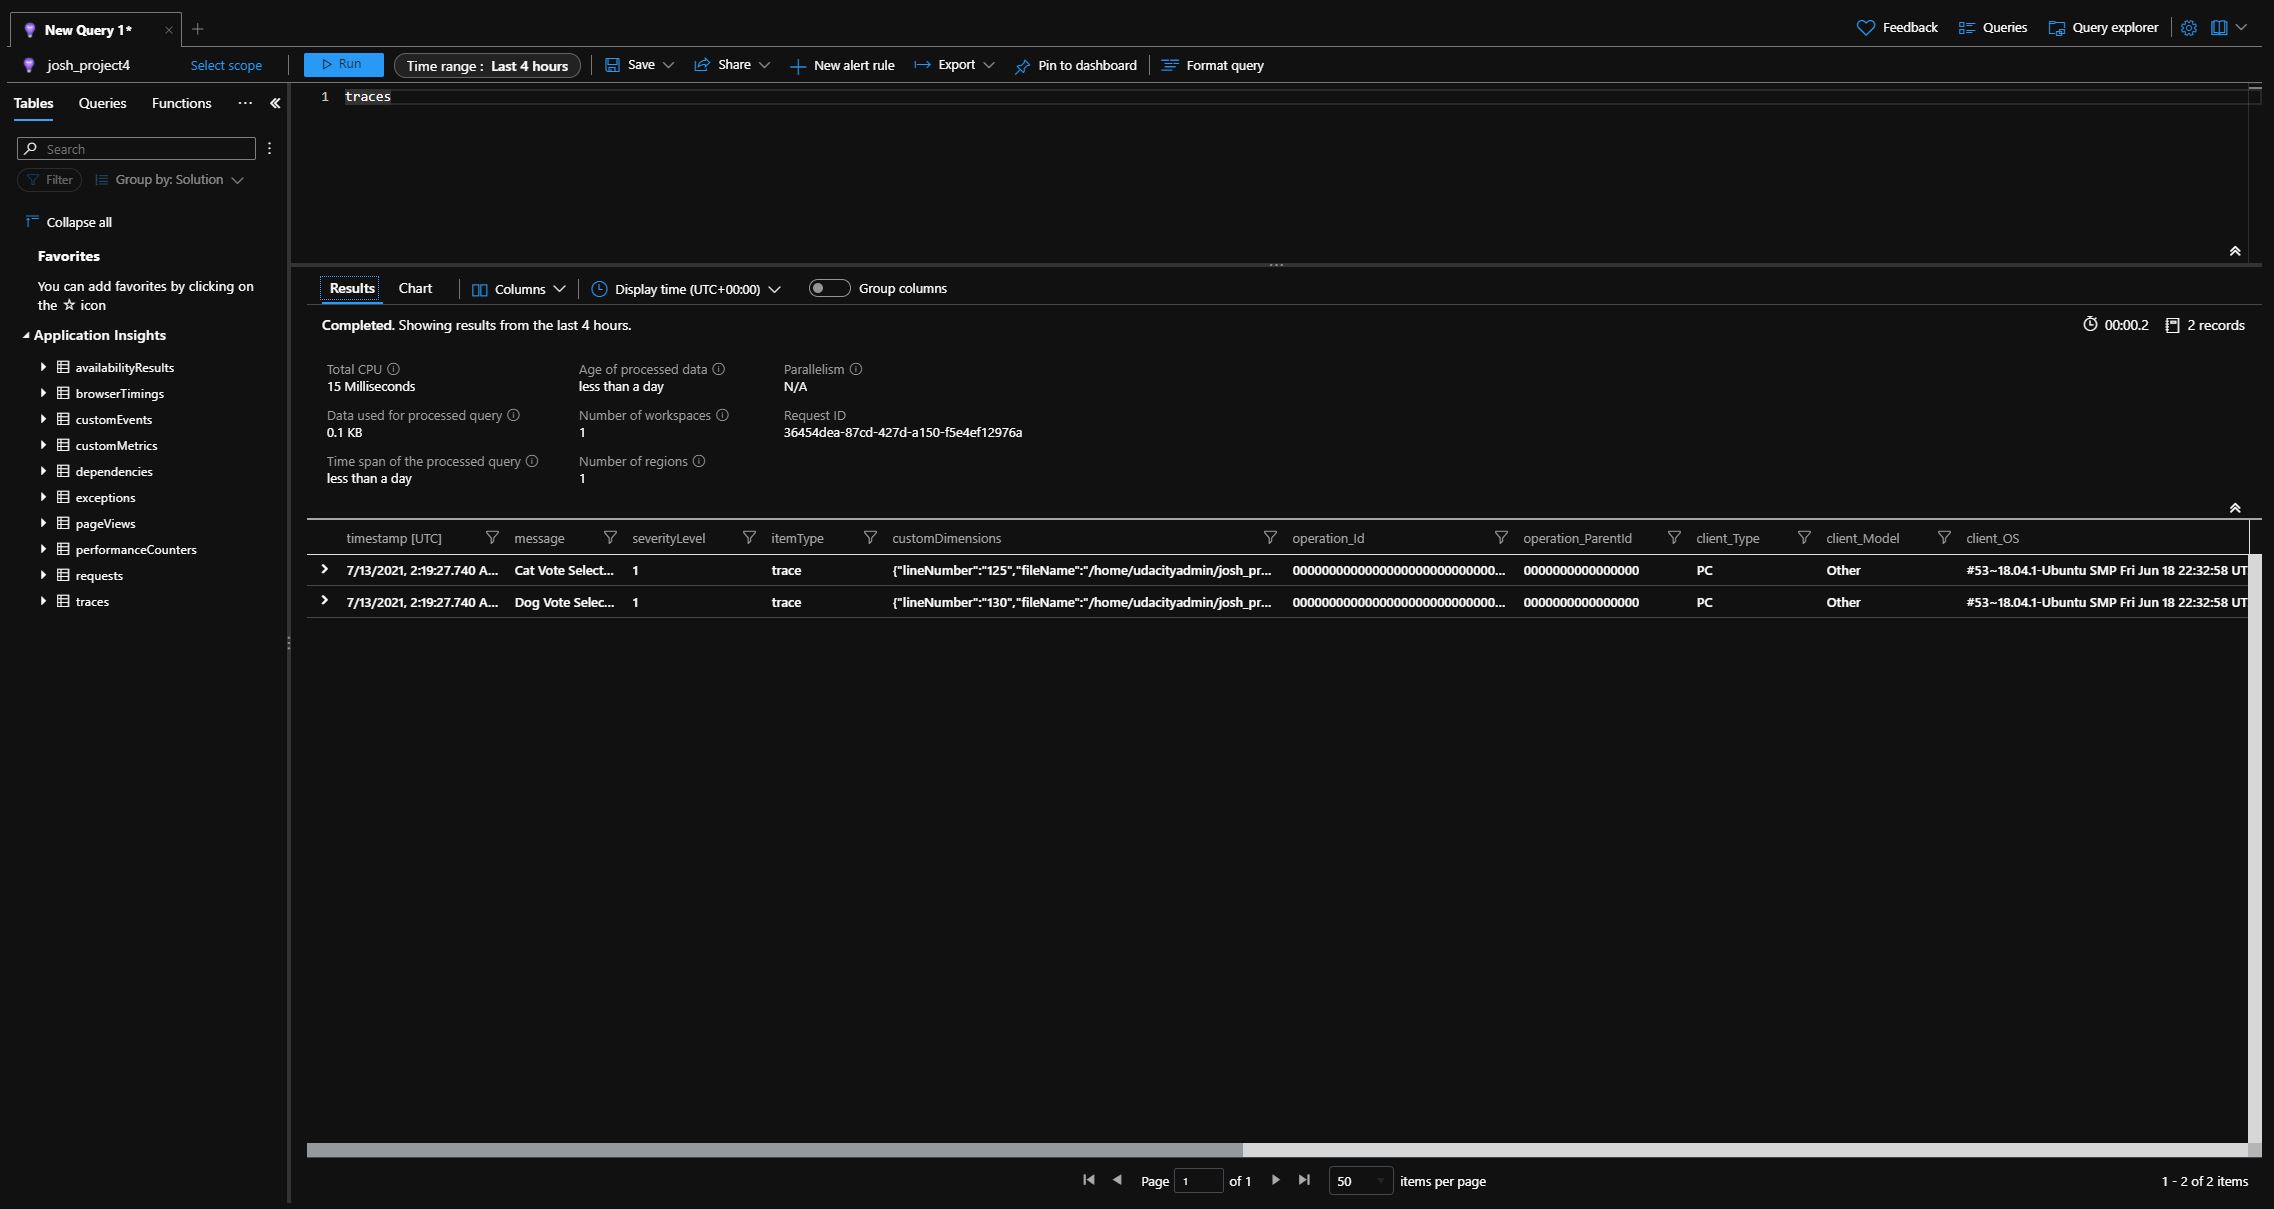 New Query 1*
Feedback
Queries
Query explorer
josh_project4
Select scope
Run
Time range : Last 4 hours
Save
Share
New alert rule
Export
Pin to dashboard
Format query
Tables
Queries
Functions
1
traces
Search
Filter
Group by: Solution
Collapse all
Favorites
You can add favorites by clicking on
the ☆ icon
Application Insights
availabilityResults
browserTimings
customEvents
customMetrics
dependencies
exceptions
pageViews
performanceCounters
requests
traces
Results
Chart
Columns
Display time (UTC+00:00)
Group columns
Completed. Showing results from the last 4 hours.
00:00.2
2 records
Total CPU
15 Milliseconds
Age of processed data
less than a day
Parallelism
N/A
Data used for processed query
0.1 KB
Number of workspaces
1
Request ID
36454dea-87cd-427d-a150-f5e4ef12976a
Time span of the processed query
less than a day
Number of regions
1
timestamp [UTC] message severityLevel itemType customDimensions operation_Id operation_ParentId client_Type client_Model client_OS
7/13/2021, 2:19:27.740 A... Cat Vote Select... 1 trace {"lineNumber":"125","fileName":"/home/udacityadmin/josh_pr... 0000000000000000000000000000... 0000000000000000 PC Other #53~18.04.1-Ubuntu SMP Fri Jun 18 22:32:58 UT
7/13/2021, 2:19:27.740 A... Dog Vote Selec... 1 trace {"lineNumber":"130","fileName":"/home/udacityadmin/josh_pr... 0000000000000000000000000000... 0000000000000000 PC Other #53~18.04.1-Ubuntu SMP Fri Jun 18 22:32:58 UT
Page 1 of 1
50 items per page
1 - 2 of 2 items